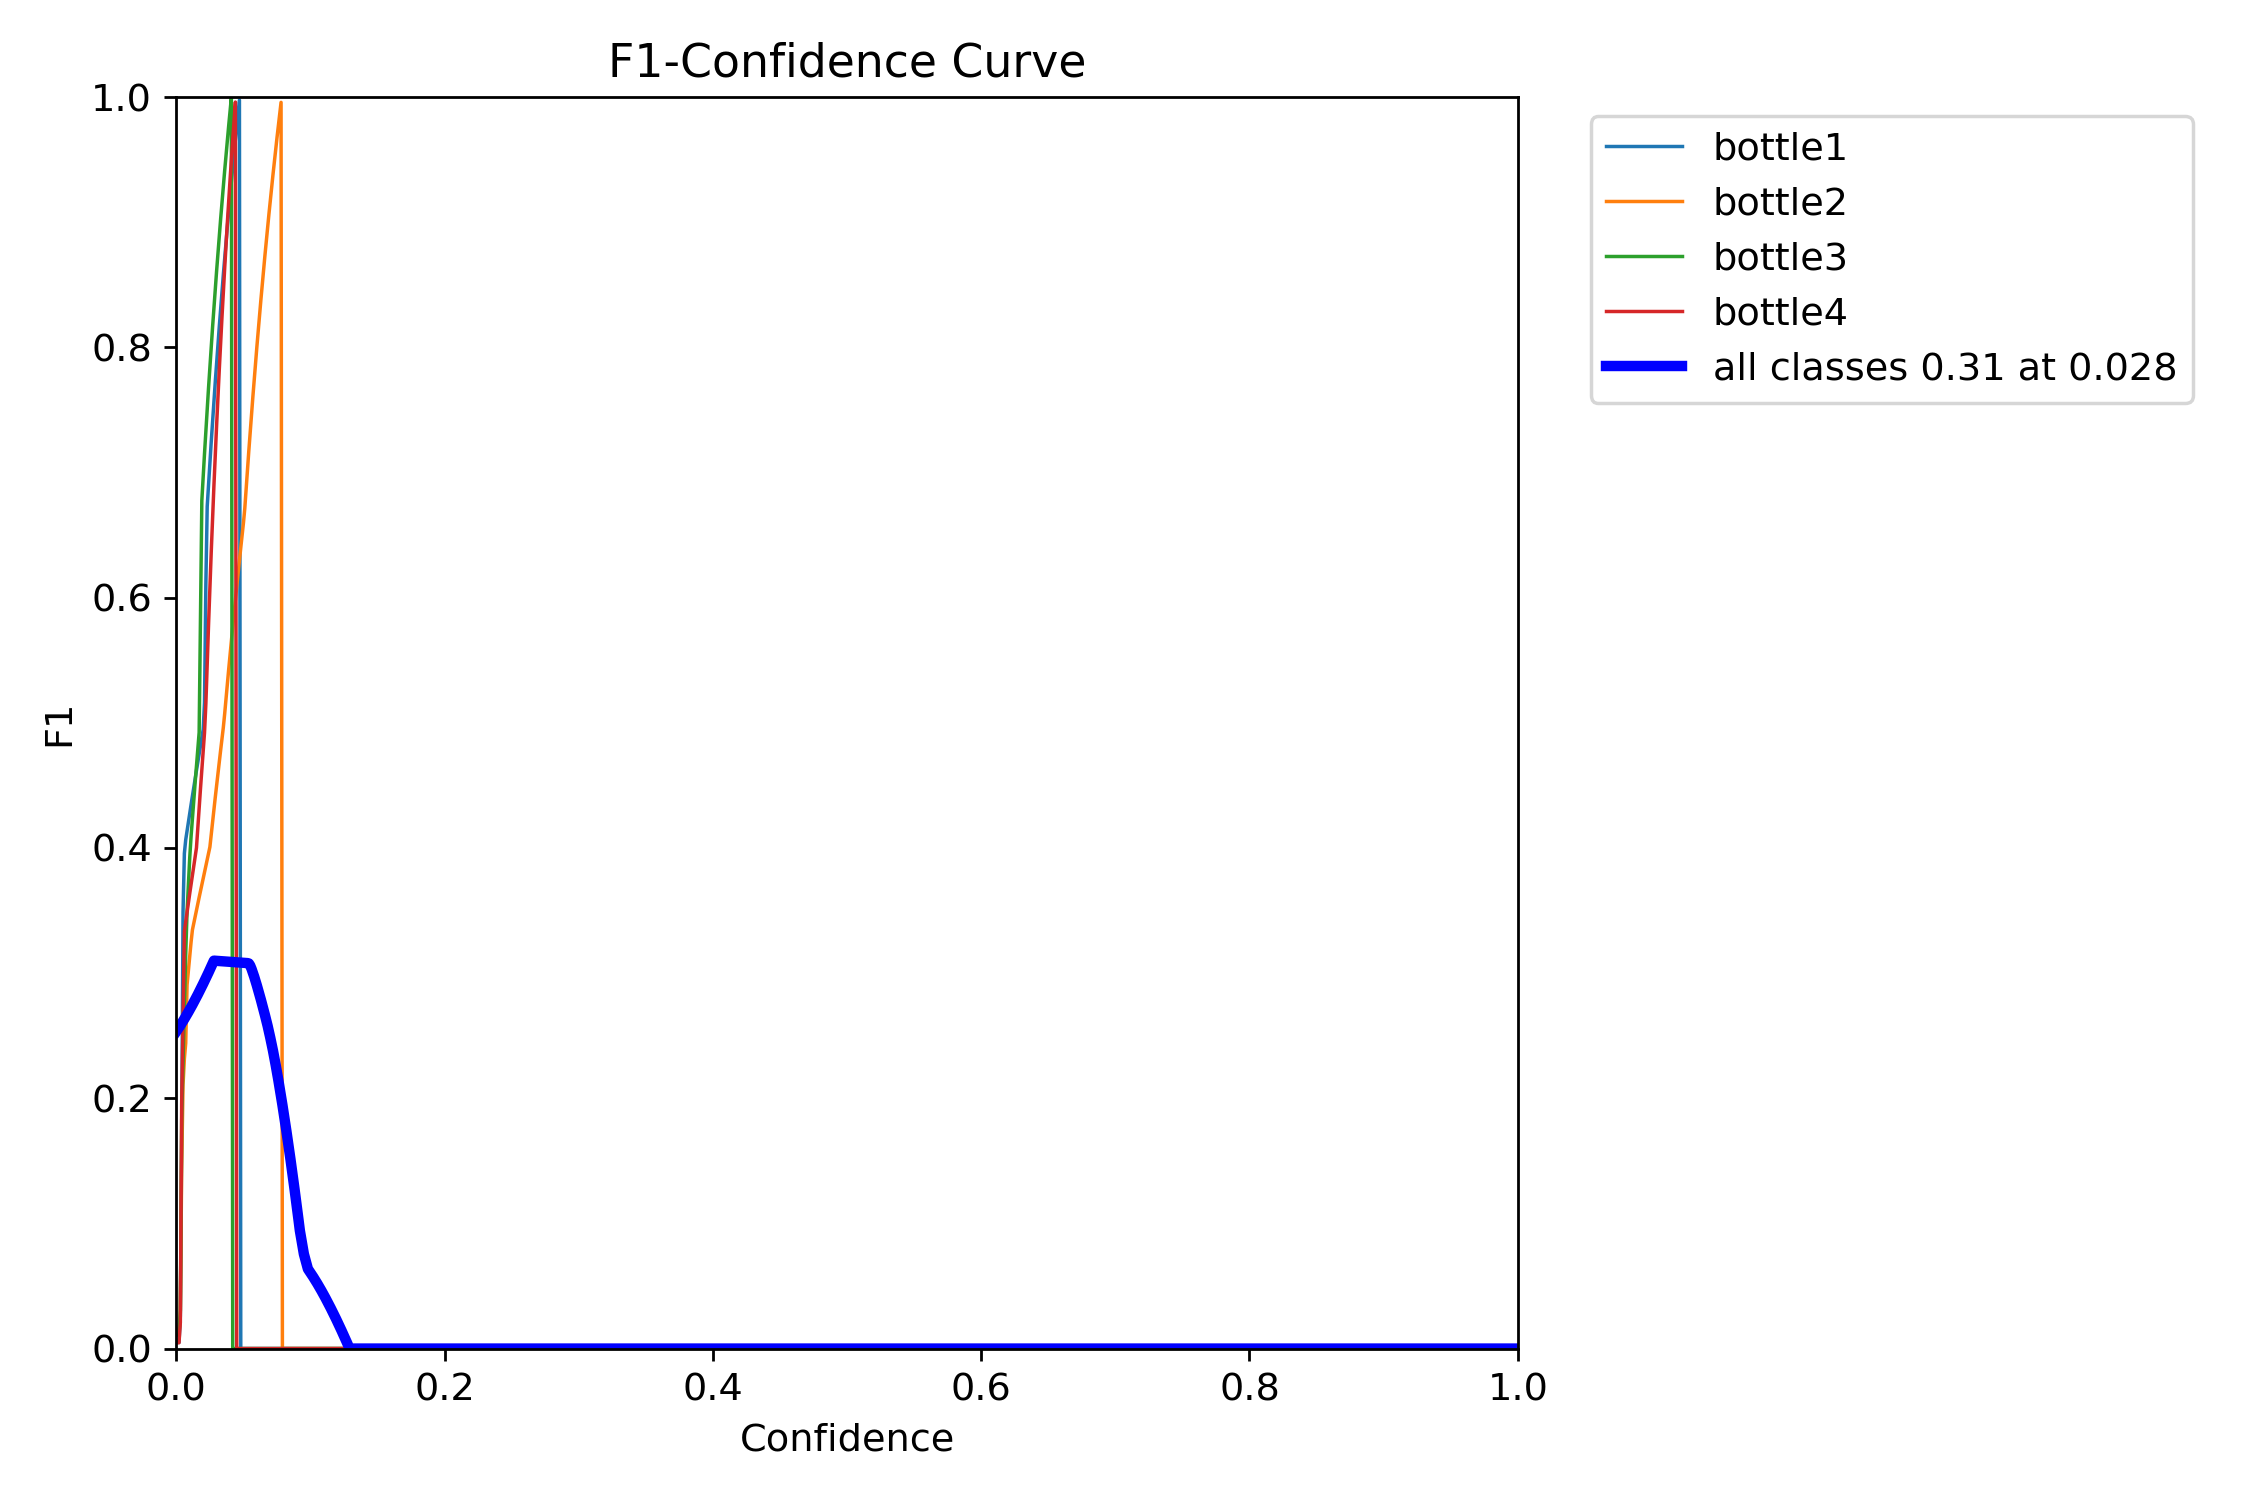 F1-Confidence Curve
1.0
0.8
0.6
0.4
0.2
0.0
F1
0.0 0.2 0.4 0.6 0.8 1.0
Confidence
bottle1
bottle2
bottle3
bottle4
all classes 0.31 at 0.028